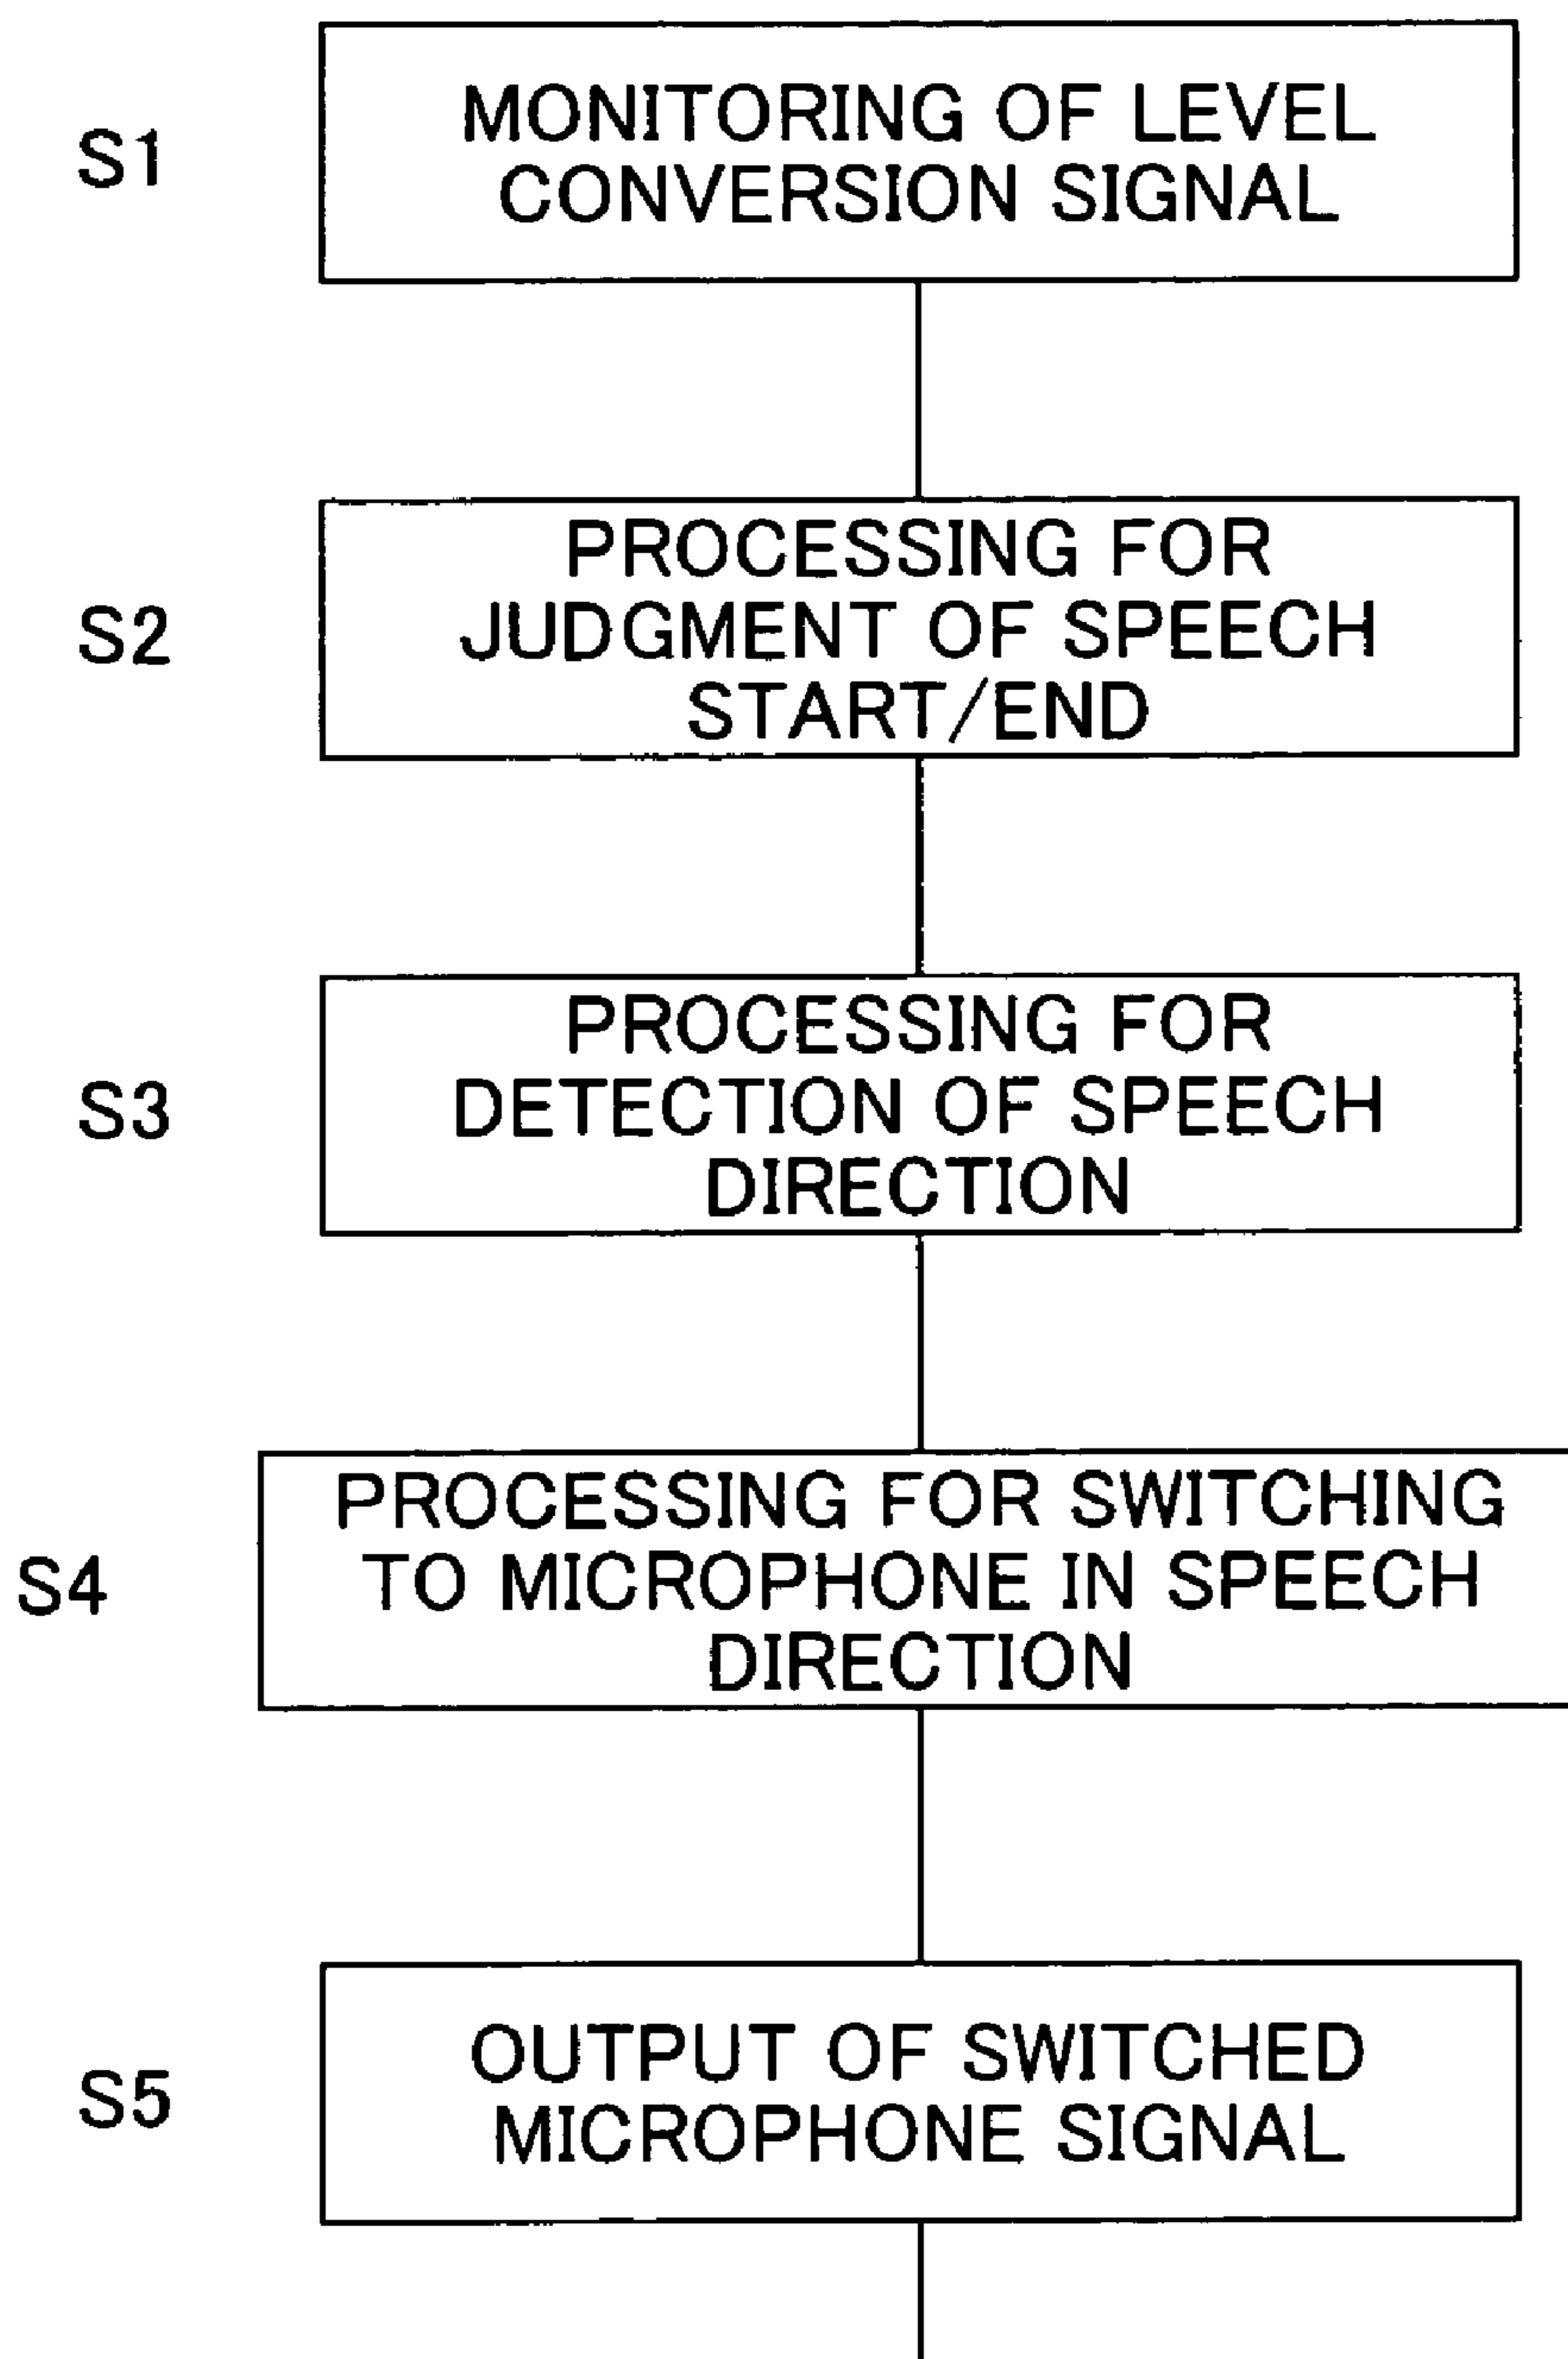 S1
MONITORING OF LEVEL
CONVERSION SIGNAL
S2
PROCESSING FOR
JUDGMENT OF SPEECH
START/END
S3
PROCESSING FOR
DETECTION OF SPEECH
DIRECTION
S4
PROCESSING FOR SWITCHING
TO MICROPHONE IN SPEECH
DIRECTION
S5
OUTPUT OF SWITCHED
MICROPHONE SIGNAL